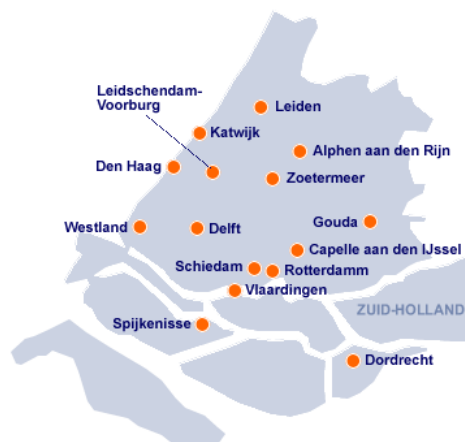 Leidschendam-
Voorburg
Leiden
Katwijk
Alphen aan den Rijn
Den Haag
Zoetermeer
Gouda
Westland
Delft
Capelle aan den IJssel
Schiedam
Rotterdamm
Vlaardingen
ZUID-HOLLAND
Spijkenisse
Dordrecht